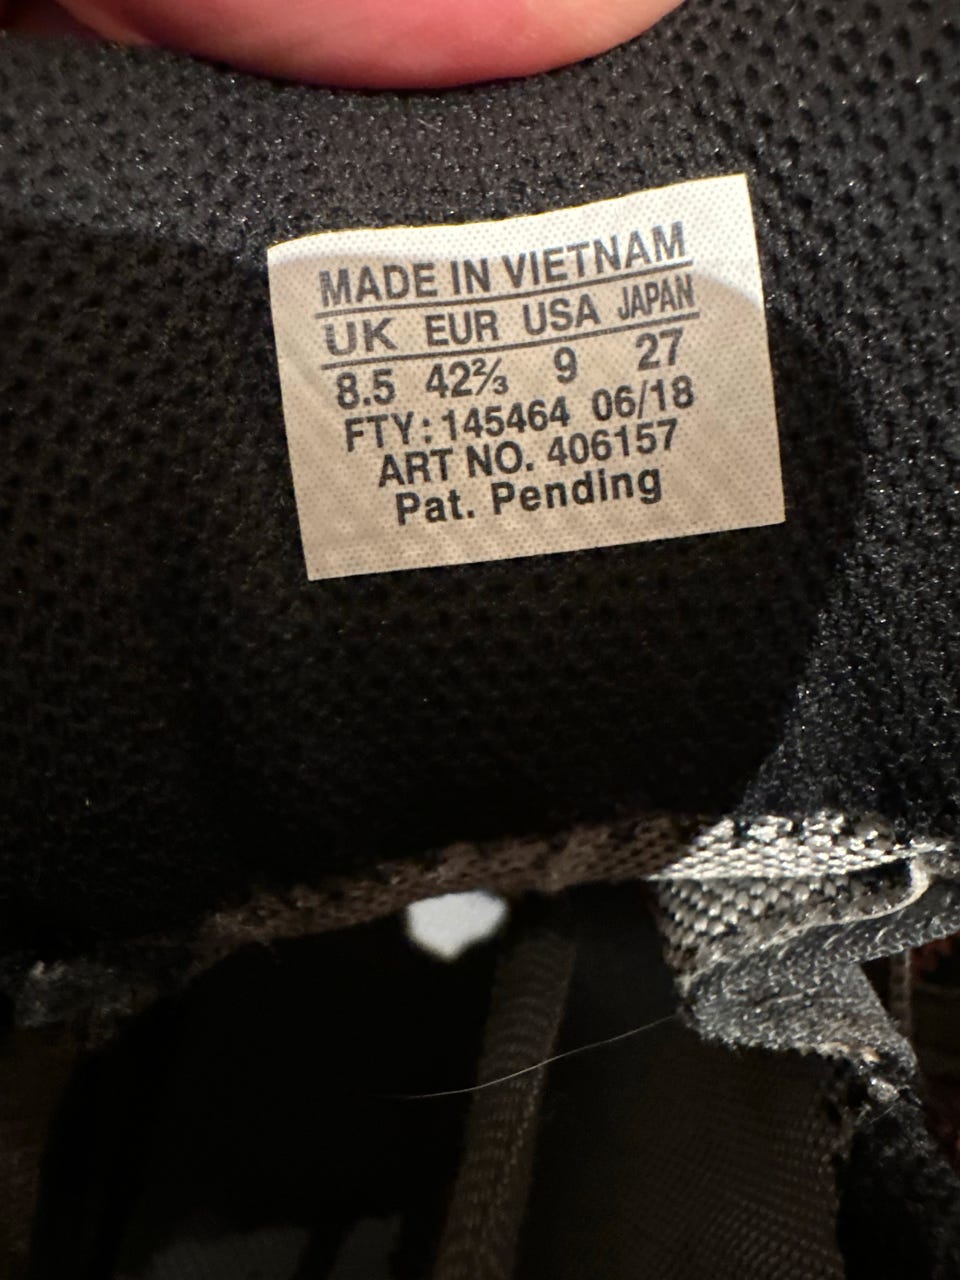 MADE IN VIETNAM
UK EUR USA JAPAN
8.5 42⅔ 9 27
FTY: 145464 06/18
ART NO. 406157
Pat. Pending